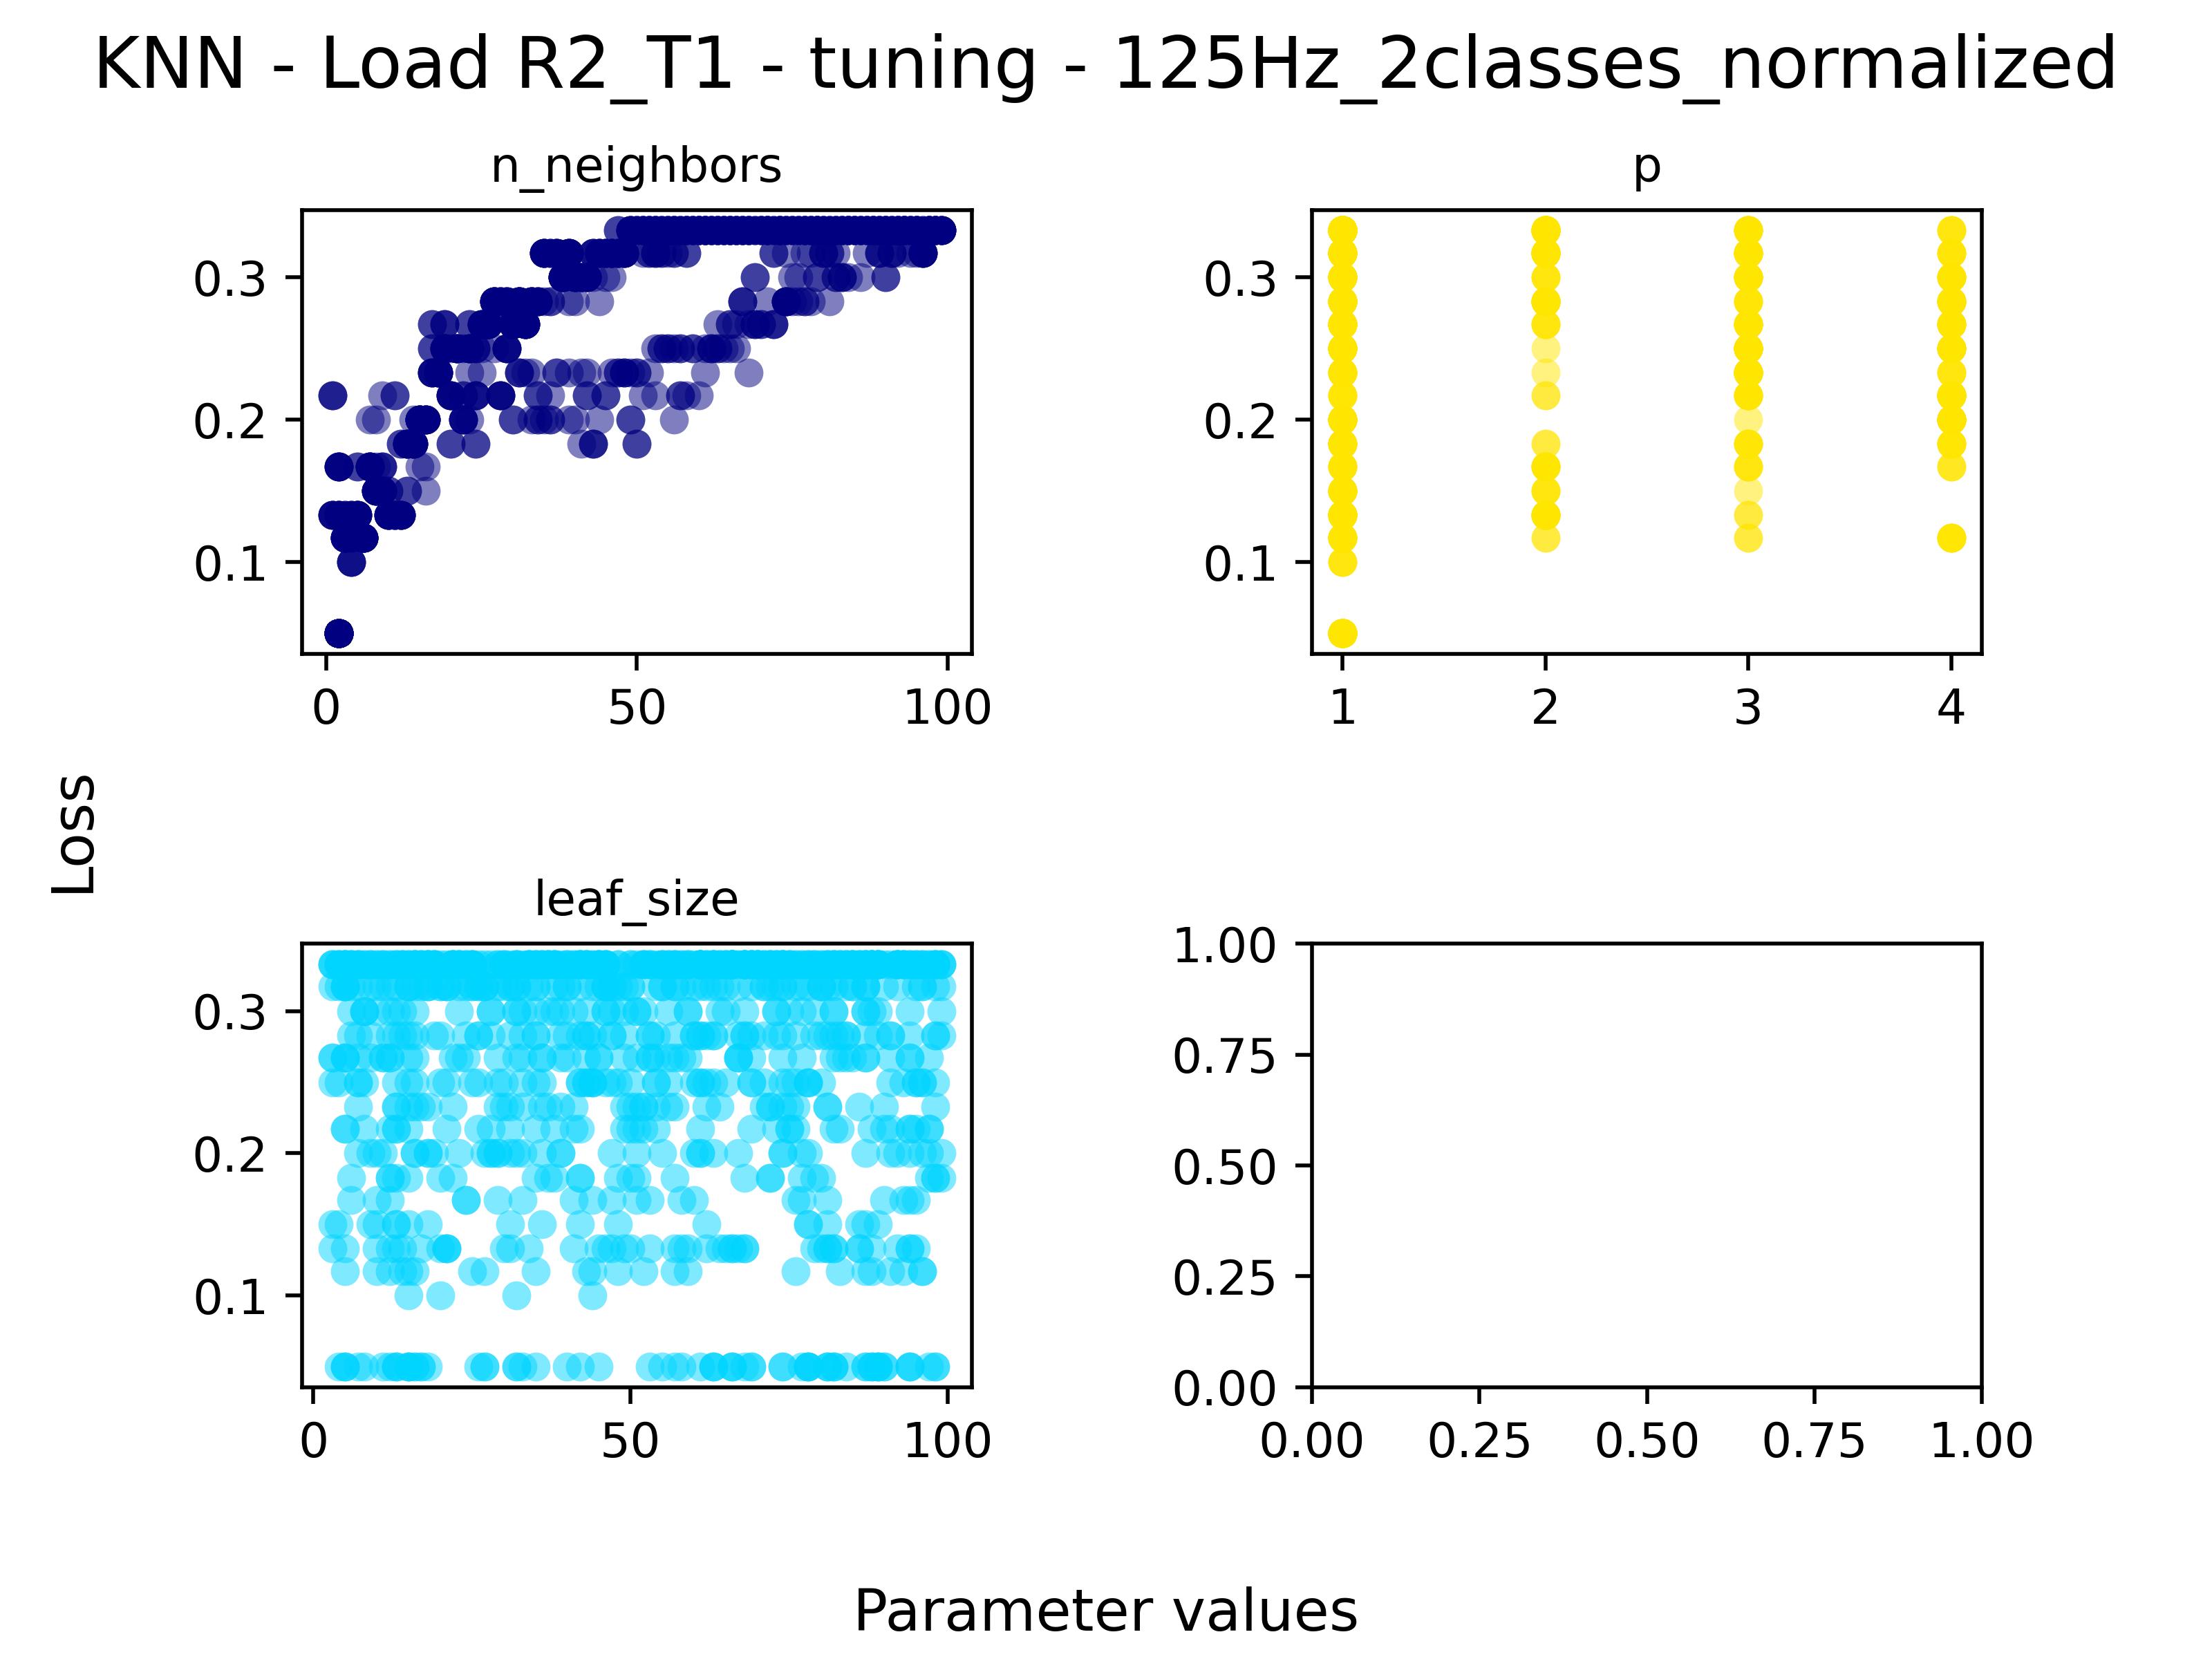 KNN - Load R2_T1 - tuning - 125Hz_2classes_normalized
n_neighbors
0.3
0.2
0.1
0 50 100
p
0.3
0.2
0.1
1 2 3 4
Loss
leaf_size
0.3
0.2
0.1
0 50 100
1.00
0.75
0.50
0.25
0.00
0.00 0.25 0.50 0.75 1.00
Parameter values